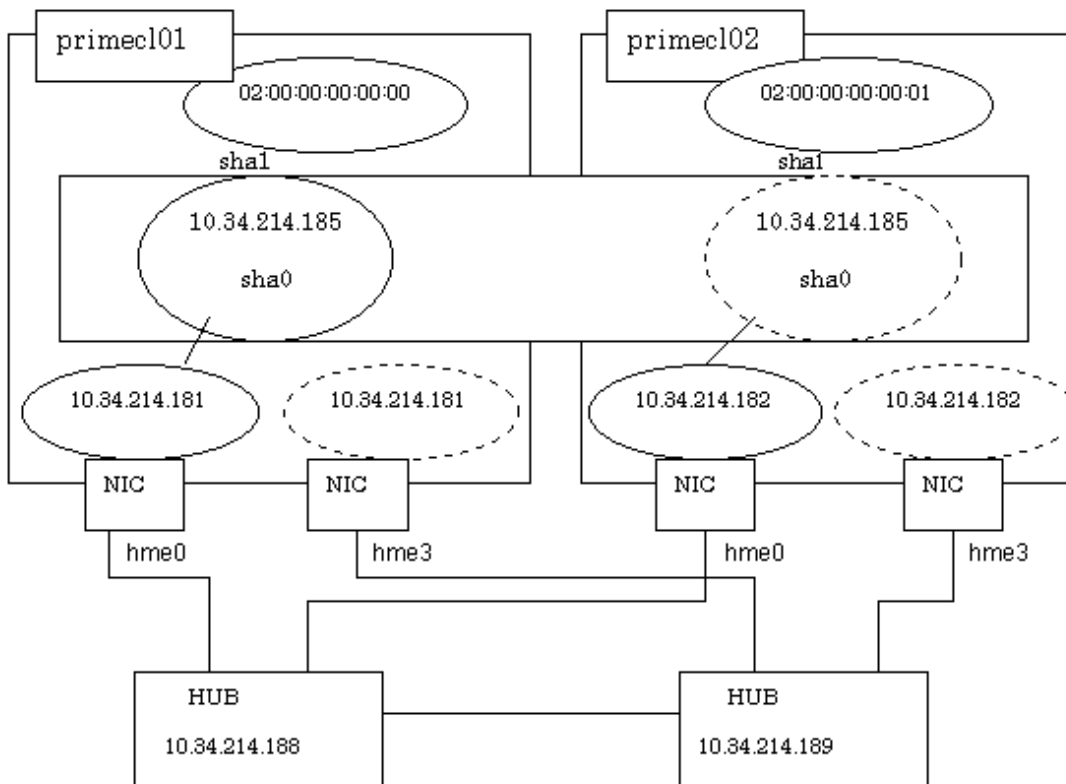 primecl01
primecl02
02:00:00:00:00:00
02:00:00:00:00:01
sha1
sha1
10.34.214.185
sha0
10.34.214.185
sha0
10.34.214.181
10.34.214.181
10.34.214.182
10.34.214.182
NIC
NIC
NIC
NIC
hme0
hme3
hme0
hme3
HUB
10.34.214.188
HUB
10.34.214.189